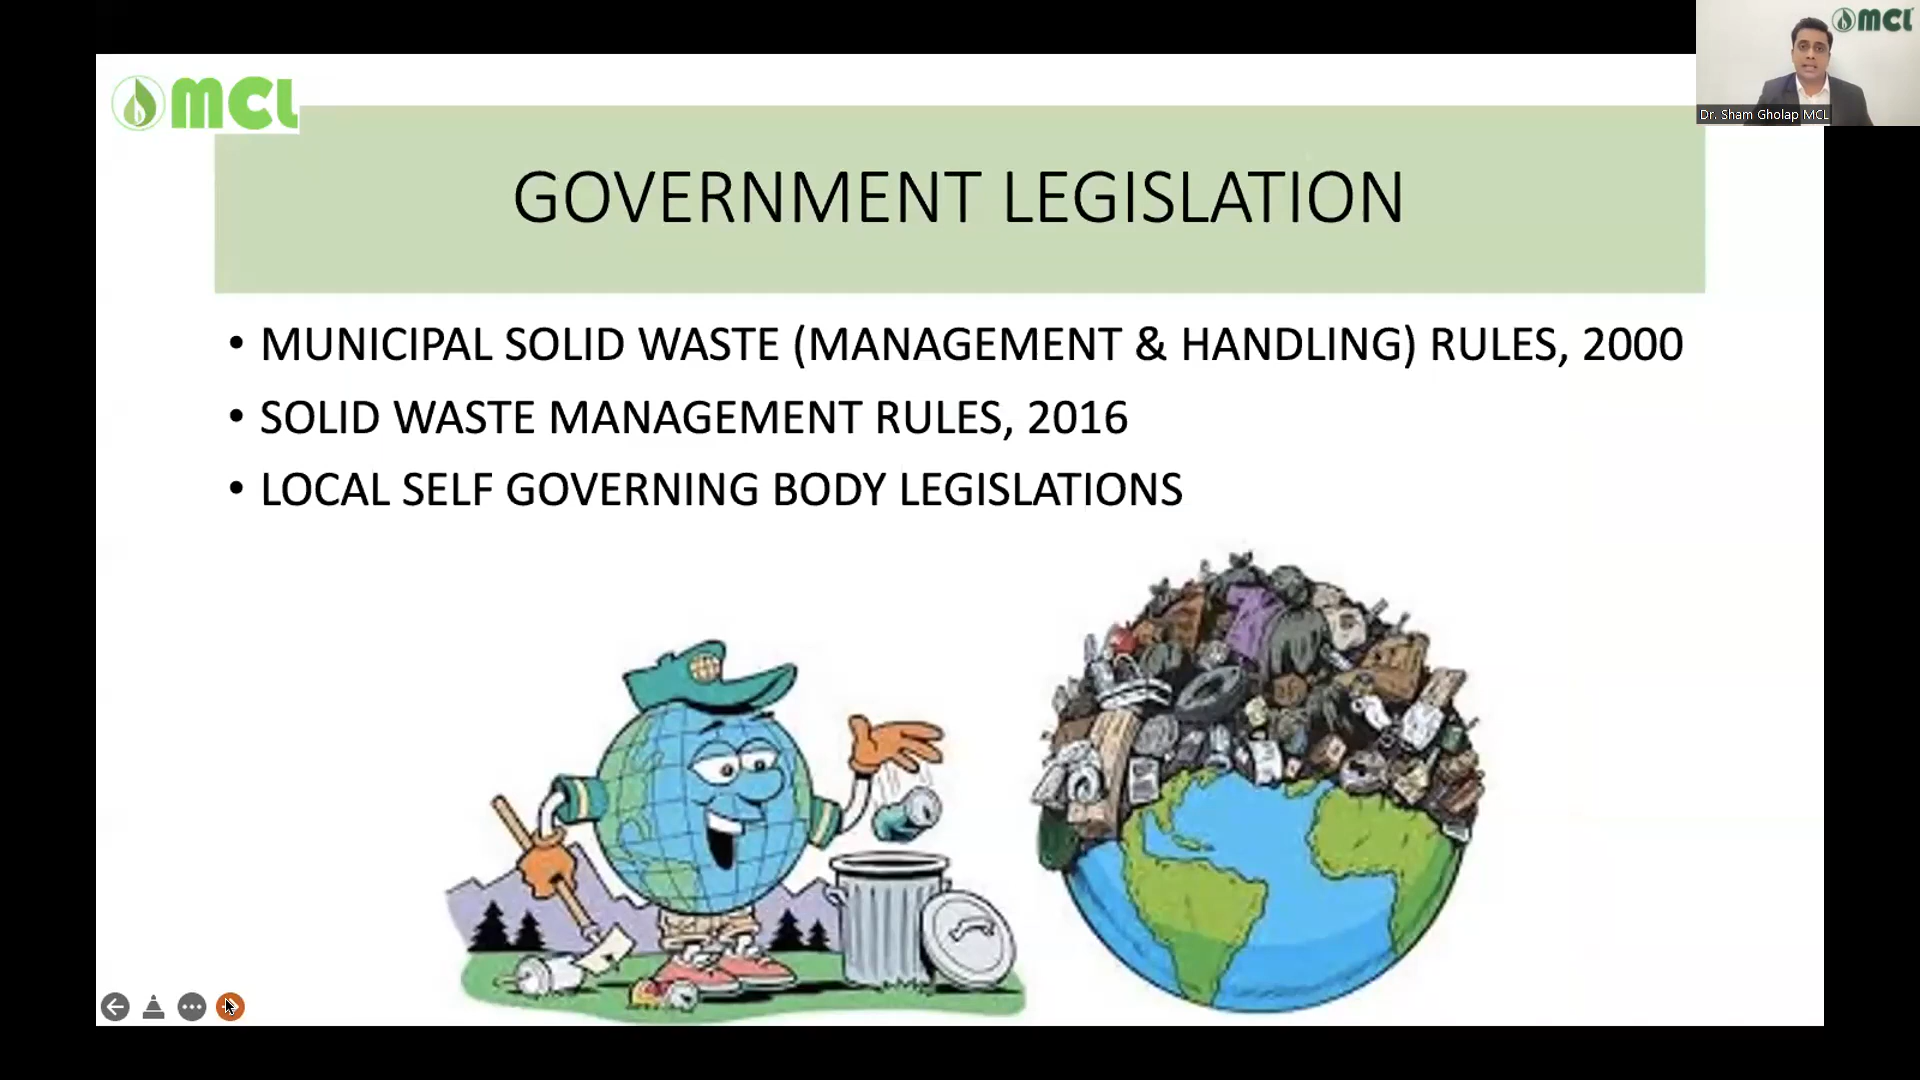 MCL
MCL
Dr. Sham Gholap MCL
GOVERNMENT LEGISLATION
• MUNICIPAL SOLID WASTE (MANAGEMENT & HANDLING) RULES, 2000
• SOLID WASTE MANAGEMENT RULES, 2016
• LOCAL SELF GOVERNING BODY LEGISLATIONS